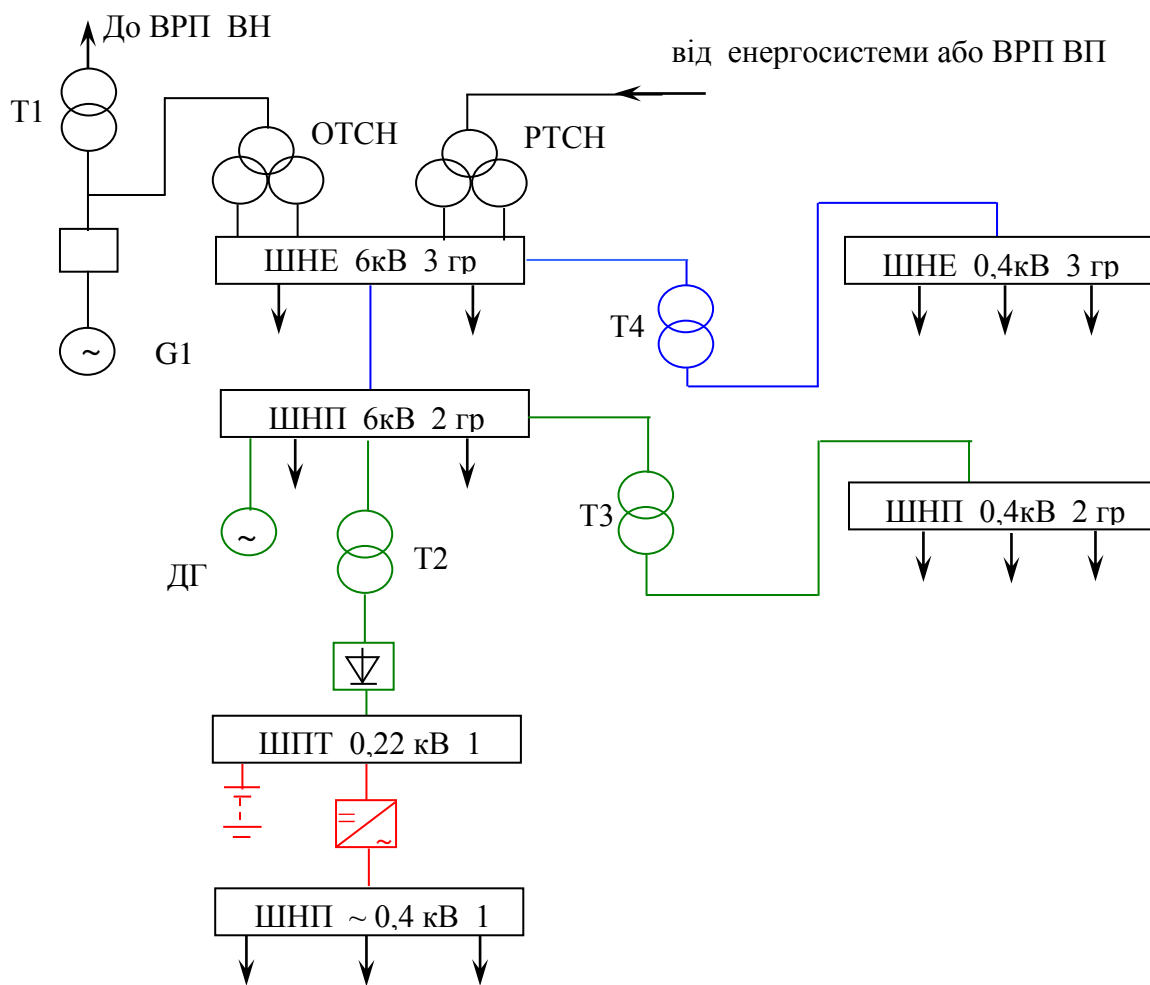 До ВРП ВН
від енергосистеми або ВРП ВП
Т1
ОТСН
РТСН
ШНЕ 6кВ 3 гр
ШНЕ 0,4кВ 3 гр
Т4
~
G1
ШНП 6кВ 2 гр
ШНП 0,4кВ 2 гр
Т3
~
Т2
ДГ
ШПТ 0,22 кВ 1
=
~
ШНП ~ 0,4 кВ 1